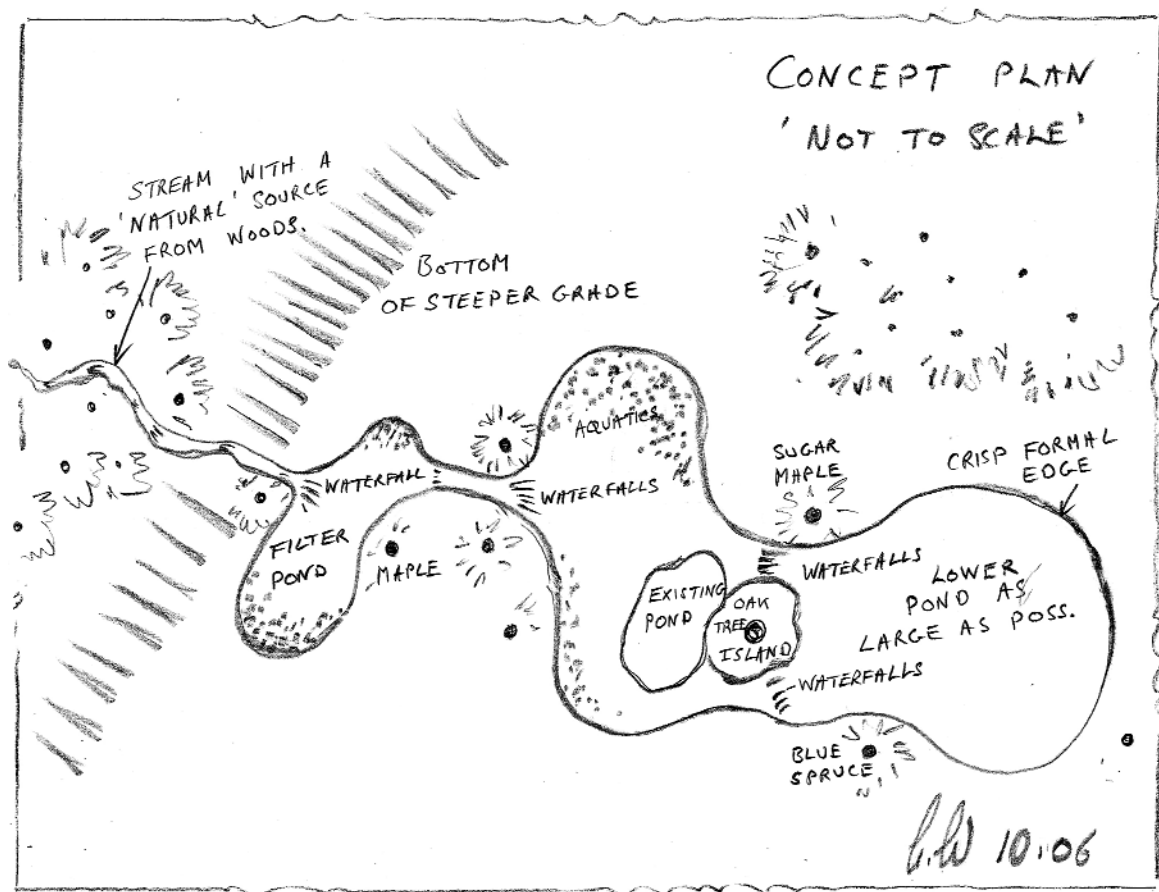 CONCEPT PLAN
'NOT TO SCALE'
STREAM WITH A
'NATURAL' SOURCE
FROM WOODS.
BOTTOM
OF STEEPER GRADE
AQUATICS
SUGAR
MAPLE
CRISP FORMAL
EDGE
WATERFALL
WATERFALLS
FILTER
POND
MAPLE
WATERFALLS
EXISTING
POND
OAK
TREE
ISLAND
LOWER
POND AS
LARGE AS POSS.
WATERFALLS
BLUE
SPRUCE
10.06